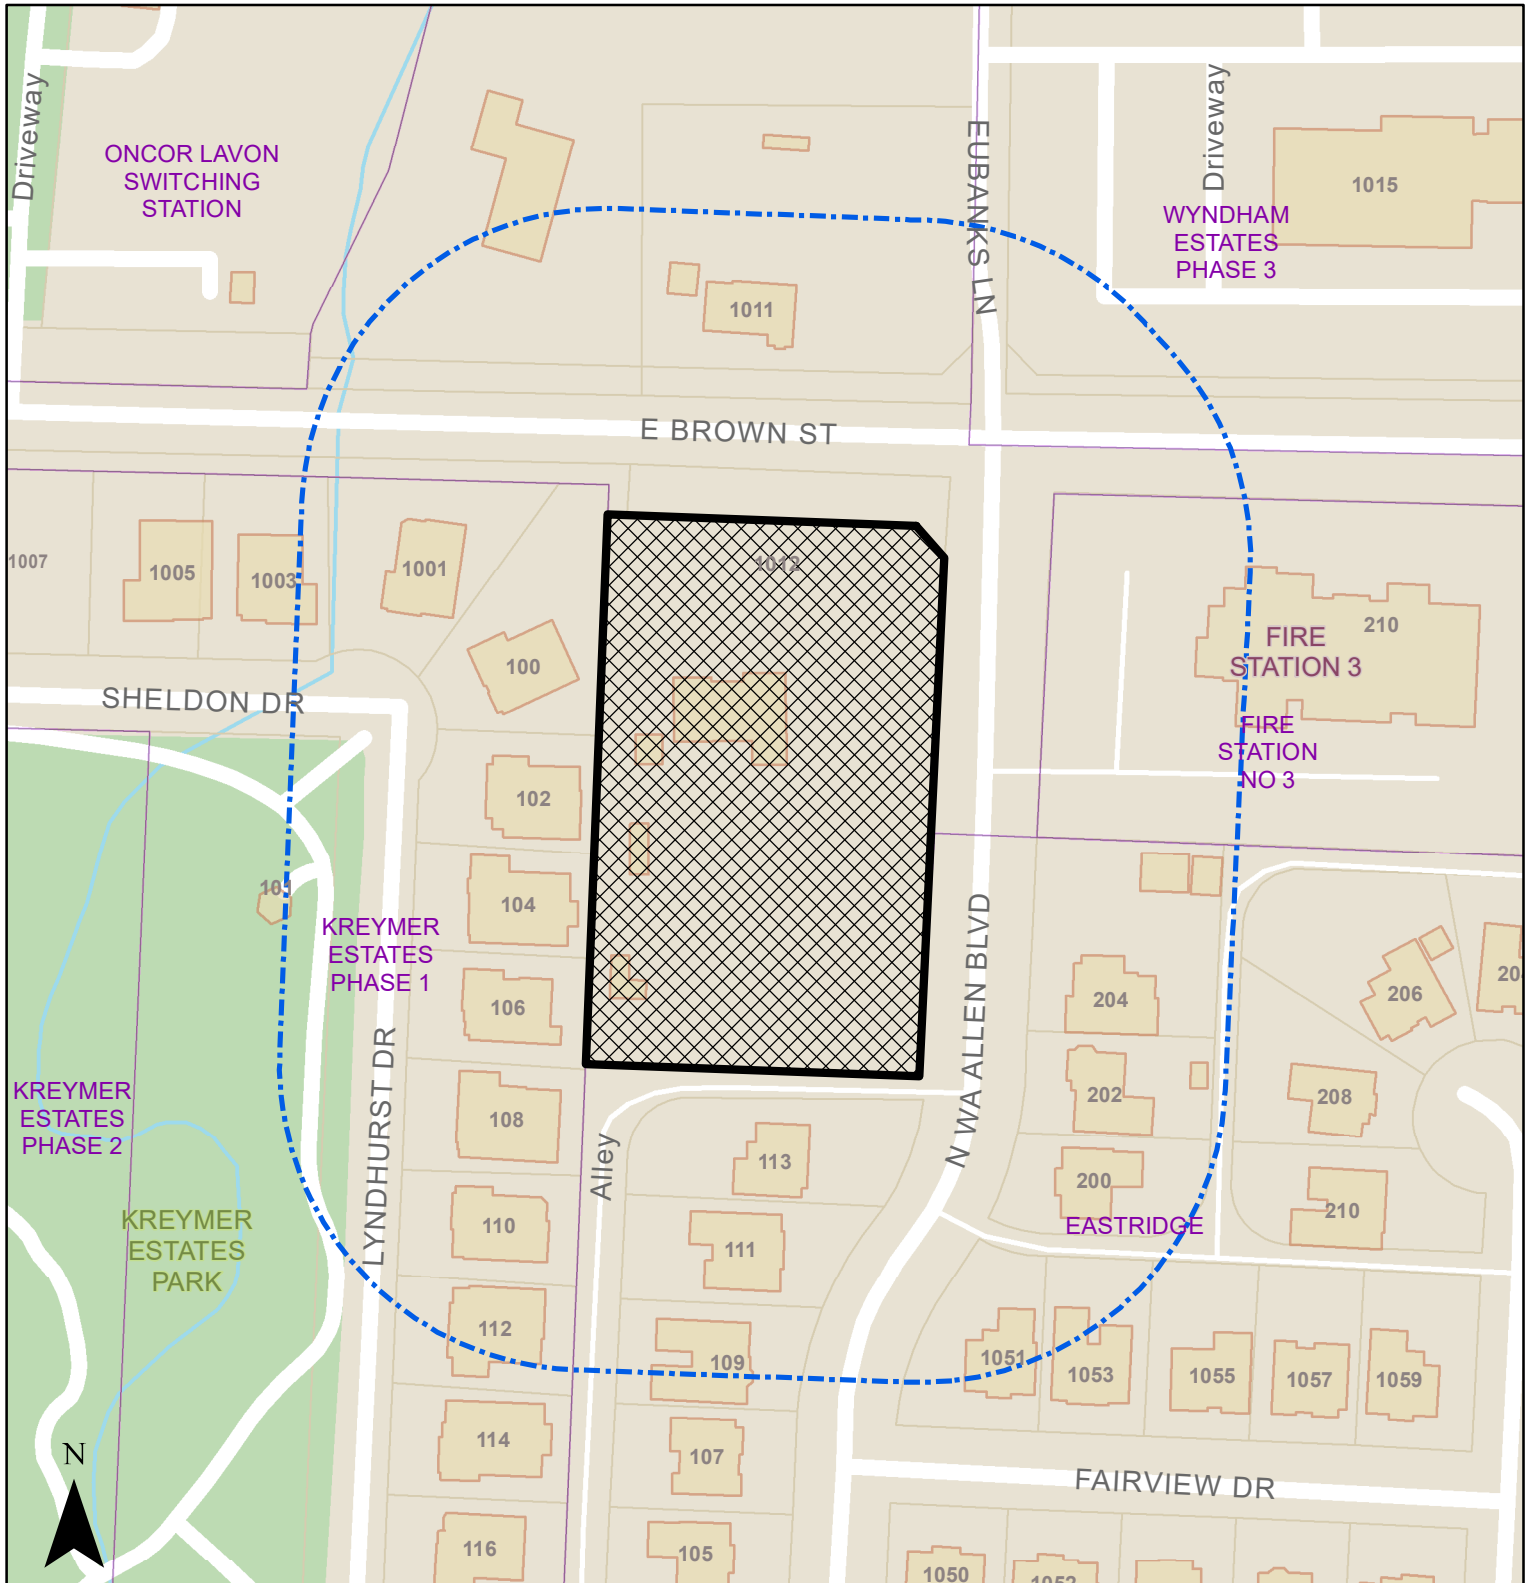 Driveway
ONCOR LAVON
SWITCHING
STATION
EUBANKS LN
Driveway
1015
WYNDHAM
ESTATES
PHASE 3
1011
E BROWN ST
1007
1005
1003
1001
1012
100
210
FIRE
STATION 3
SHELDON DR
FIRE
STATION
NO 3
102
101
104
KREYMER
ESTATES
PHASE 1
106
N WA ALLEN BLVD
204
206
20
LYNDHURST DR
KREYMER
ESTATES
PHASE 2
108
Alley
113
202
208
200
KREYMER
ESTATES
PARK
110
111
EASTRIDGE
210
112
109
1051
1053
1055
1057
1059
114
107
N
FAIRVIEW DR
116
105
1050
1052